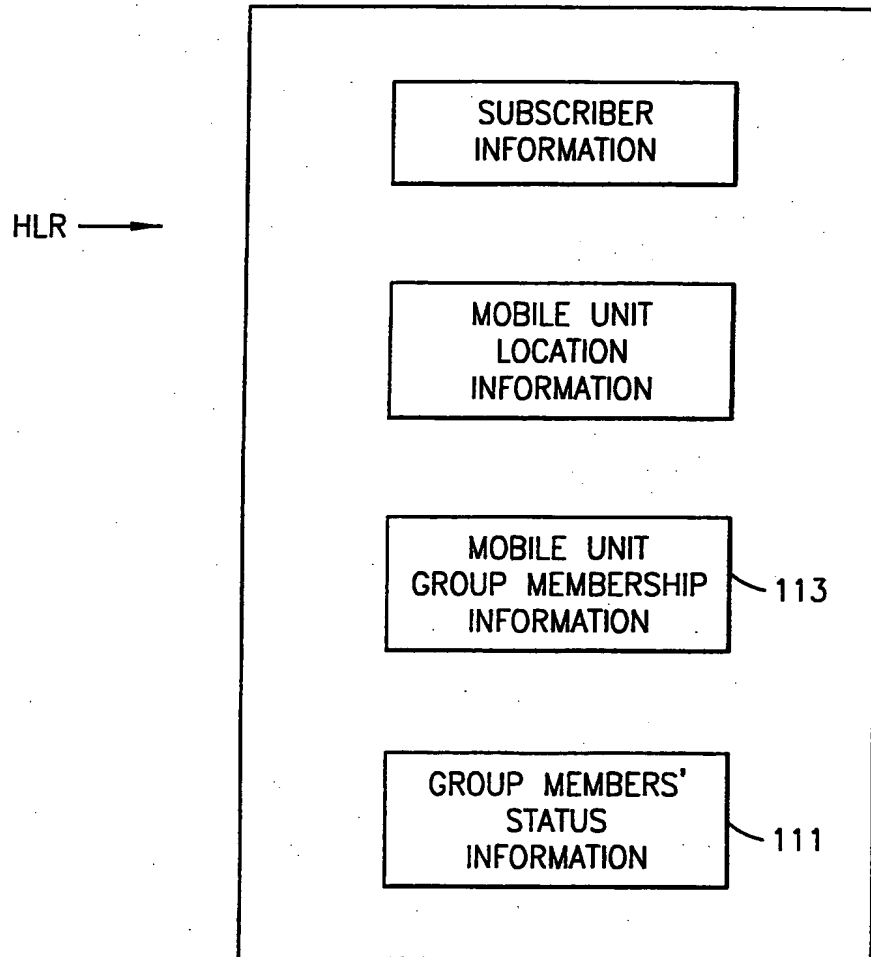 SUBSCRIBER
INFORMATION
HLR
MOBILE UNIT
LOCATION
INFORMATION
MOBILE UNIT
GROUP MEMBERSHIP
INFORMATION
113
GROUP MEMBERS'
STATUS
INFORMATION
111